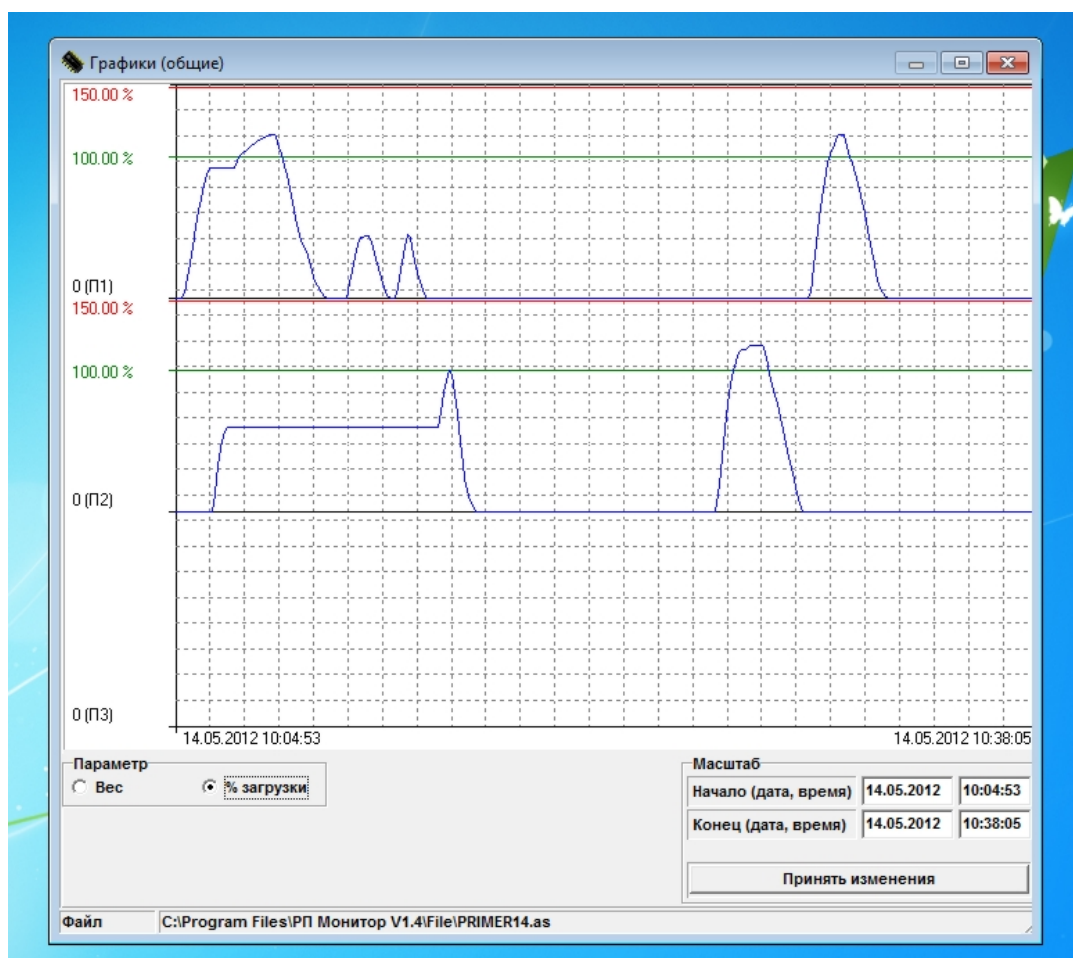 Графики (общие)
150.00 %
100.00 %
0 (П1)
150.00 %
100.00 %
0 (П2)
0 (П3)
14.05.2012 10:04:53 14.05.2012 10:38:05
Параметр
Вес % загрузки
Масштаб
Начало (дата, время) 14.05.2012 10:04:53
Конец (дата, время) 14.05.2012 10:38:05
Принять изменения
Файл C:\Program Files\РП Монитор V1.4\File\PRIMER14.as